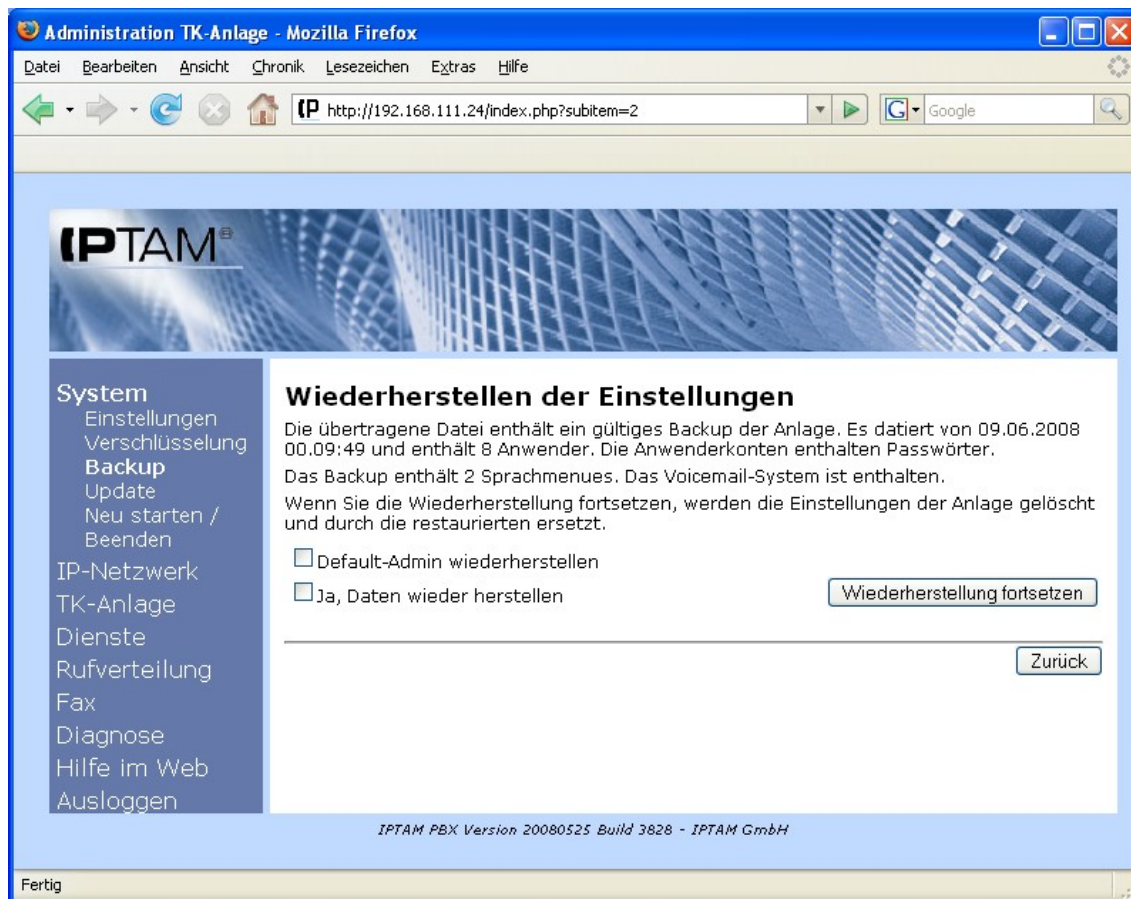 Administration TK-Anlage - Mozilla Firefox
Datei Bearbeiten Ansicht Chronik Lesezeichen Extras Hilfe
(P http://192.168.111.24/index.php?subitem=2 G Google
(PTAM®
System
Einstellungen
Verschlüsselung
Backup
Update
Neu starten /
Beenden
IP-Netzwerk
TK-Anlage
Dienste
Rufverteilung
Fax
Diagnose
Hilfe im Web
Ausloggen
Wiederherstellen der Einstellungen
Die übertragene Datei enthält ein gültiges Backup der Anlage. Es datiert von 09.06.2008
00.09:49 und enthält 8 Anwender. Die Anwenderkonten enthalten Passwörter.
Das Backup enthält 2 Sprachmenues. Das Voicemail-System ist enthalten.
Wenn Sie die Wiederherstellung fortsetzen, werden die Einstellungen der Anlage gelöscht
und durch die restaurierten ersetzt.
Default-Admin wiederherstellen
Ja, Daten wieder herstellen Wiederherstellung fortsetzen
Zurück
IPTAM PBX Version 20080525 Build 3828 - IPTAM GmbH
Fertig